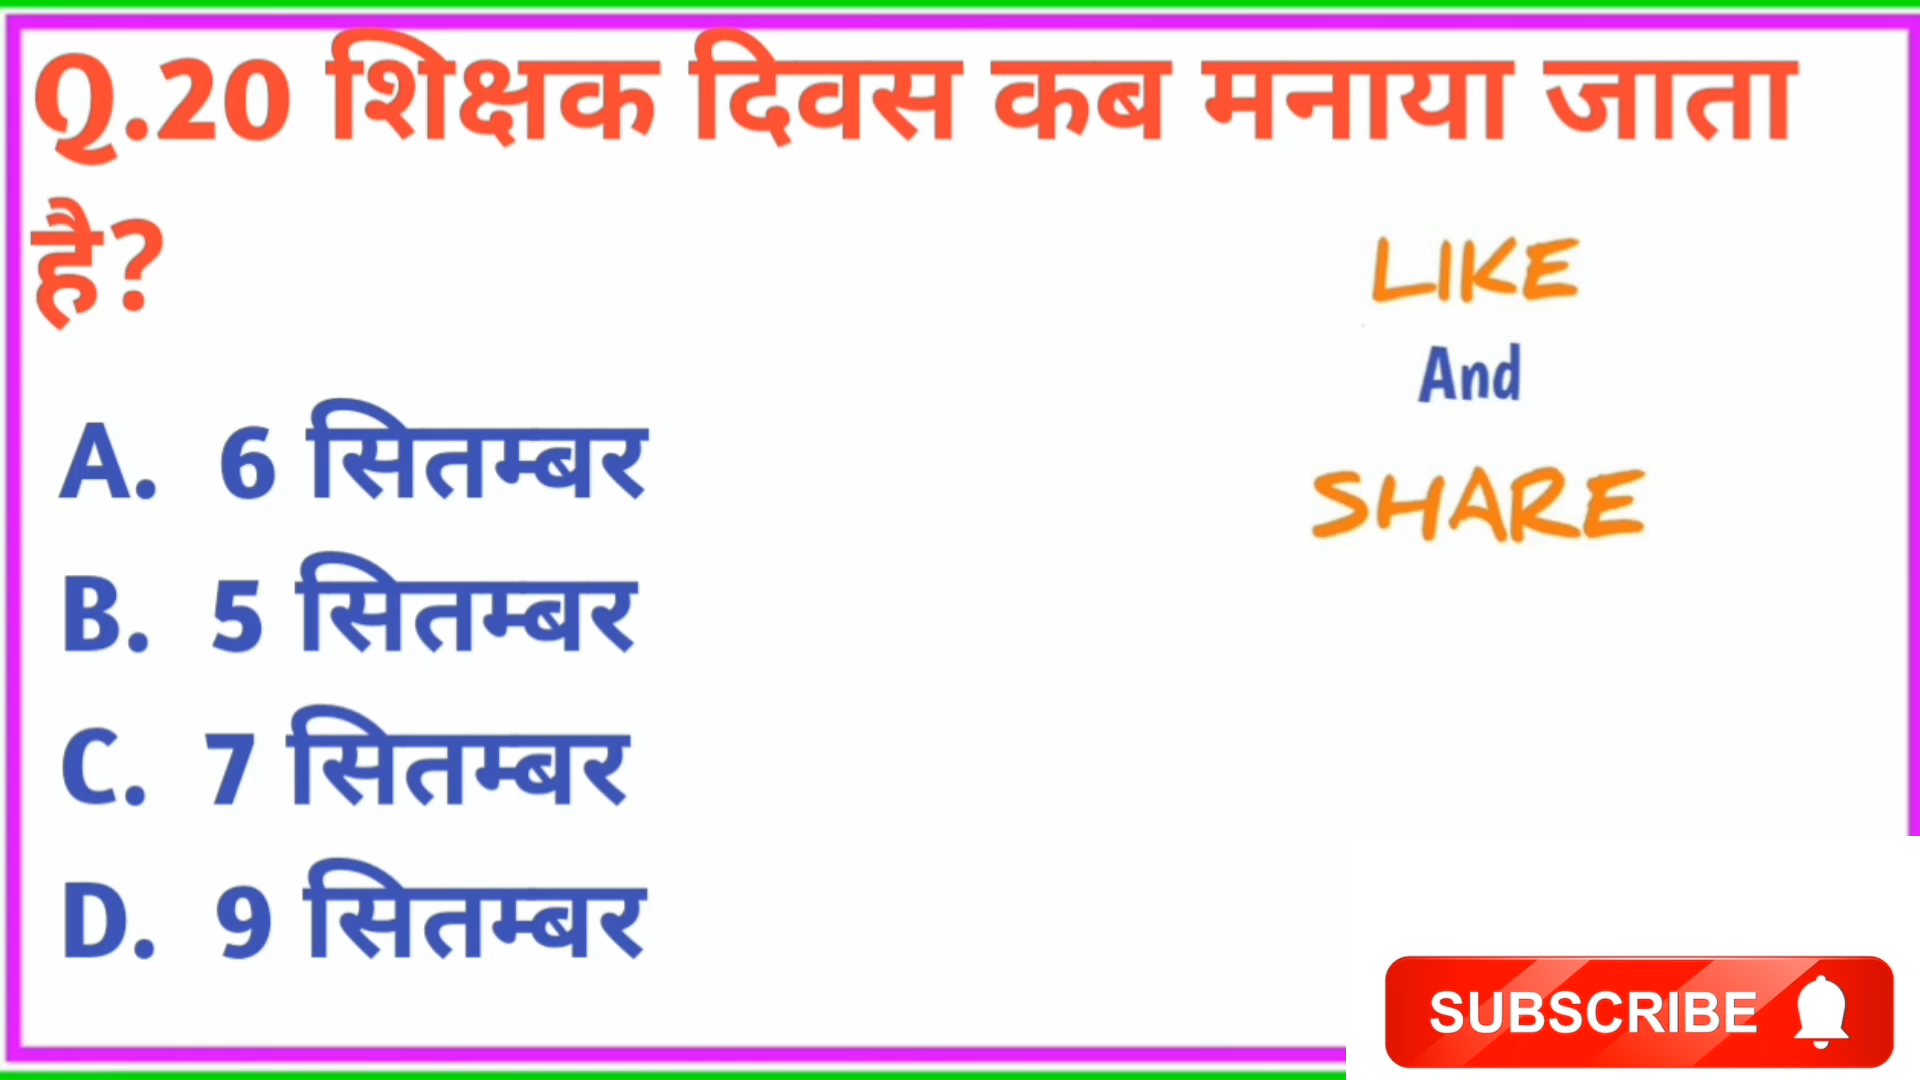 Q.20 शिक्षक दिवस कब मनाया जाता
है?
LIKE
And
SHARE
A. 6 सितम्बर
B. 5 सितम्बर
C. 7 सितम्बर
D. 9 सितम्बर
SUBSCRIBE